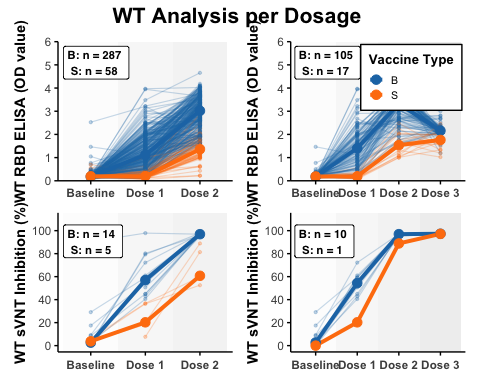 WT Analysis per Dosage
WT RBD ELISA (OD value)
6
5
4
3
2
1
0
B: n = 287
S: n = 58
Baseline Dose 1 Dose 2
WT RBD ELISA (OD value)
6
5
4
3
2
1
0
B: n = 105
S: n = 17
Vaccine Type
B
S
Baseline Dose 1 Dose 2 Dose 3
WT sVNT Inhibition (%)
100
80
60
40
20
0
B: n = 14
S: n = 5
Baseline Dose 1 Dose 2
WT sVNT Inhibition (%)
100
80
60
40
20
0
B: n = 10
S: n = 1
Baseline Dose 1 Dose 2 Dose 3